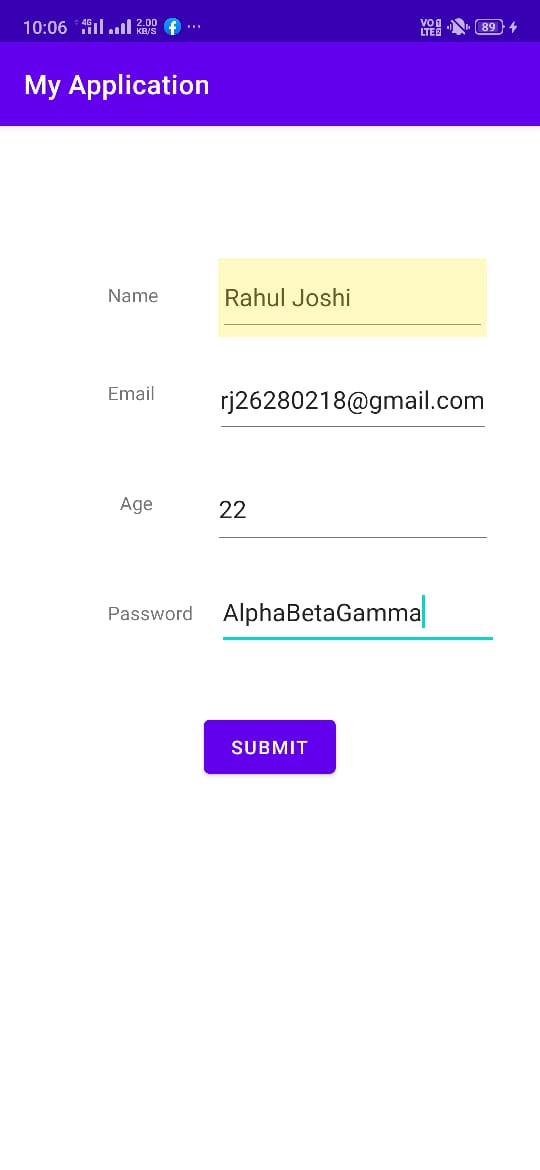 10:06 4G 2.00 KB/S ... VO LTE 89
My Application
Name Rahul Joshi
Email rj26280218@gmail.com
Age 22
Password AlphaBetaGamma
SUBMIT